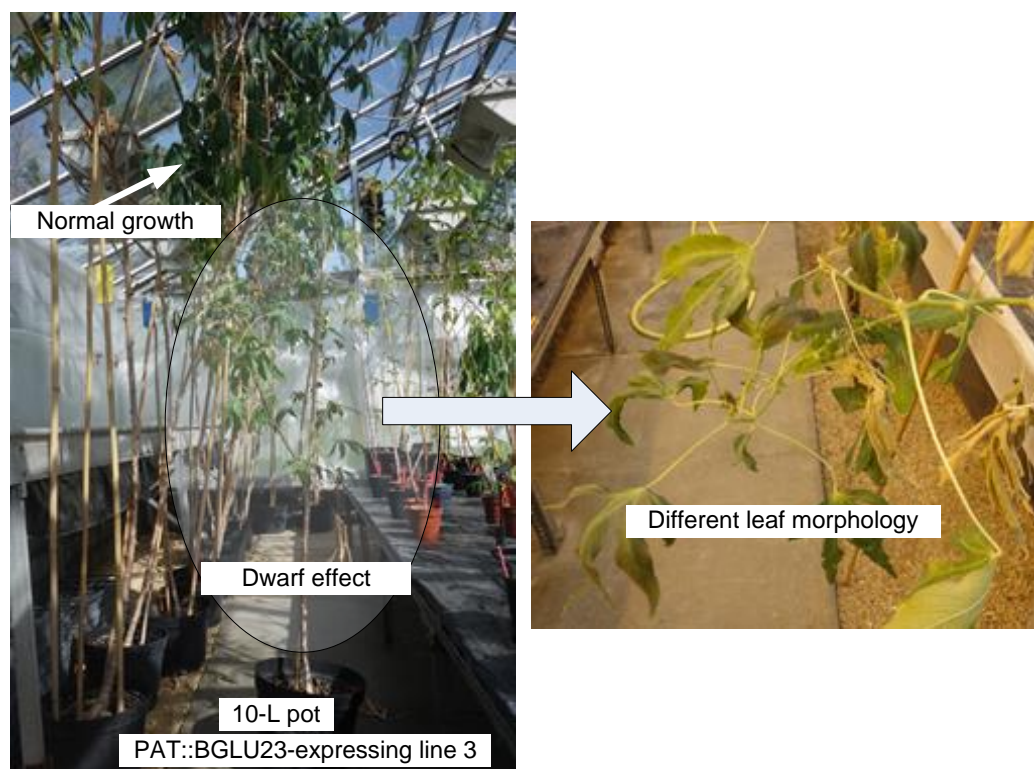 Normal growth
Dwarf effect
10-L pot
PAT::BGLU23-expressing line 3
Different leaf morphology